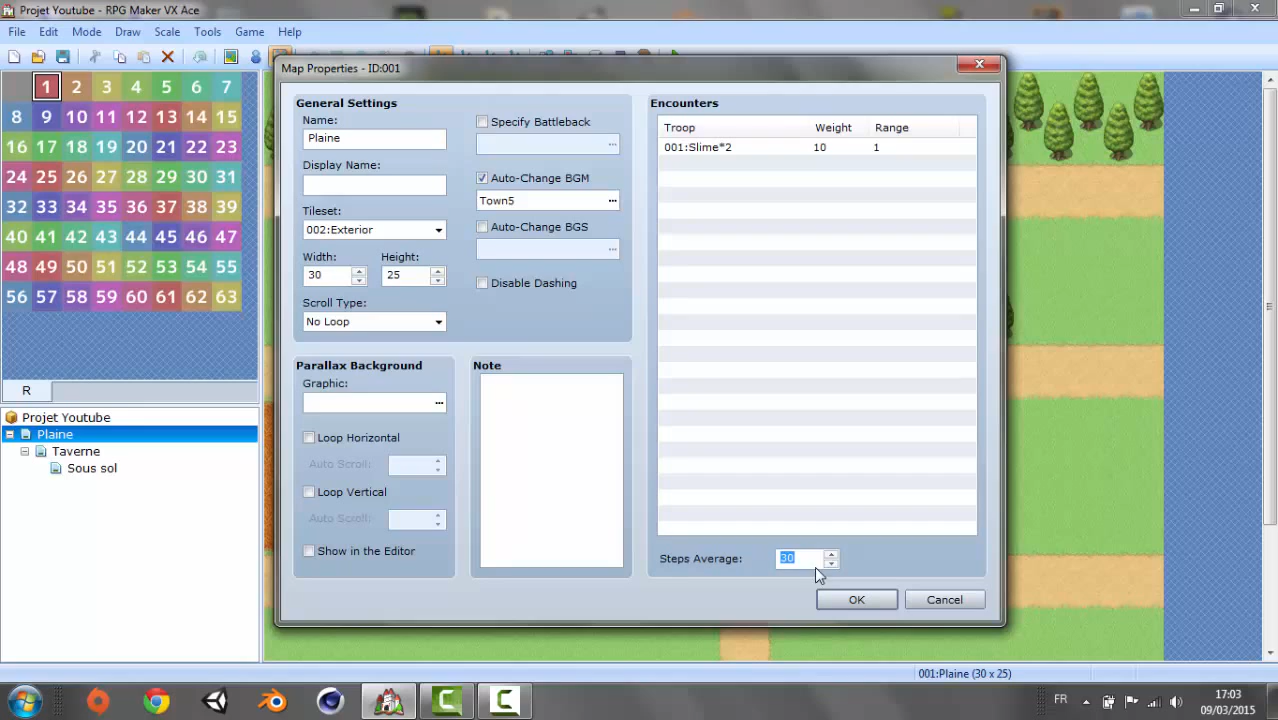 Projet Youtube - RPG Maker VX Ace
File Edit Mode Draw Scale Tools Game Help
Map Properties - ID:001
1 2 3 4 5 6 7
8 9 10 11 12 13 14 15
16 17 18 19 20 21 22 23
24 25 26 27 28 29 30 31
32 33 34 35 36 37 38 39
40 41 42 43 44 45 46 47
48 49 50 51 52 53 54 55
56 57 58 59 60 61 62 63
R
Projet Youtube
Plaine
Taverne
Sous sol
General Settings
Name:
Plaine
Display Name:
Tileset:
002:Exterior
Width: Height:
30 25
Scroll Type:
No Loop
Specify Battleback
...
Auto-Change BGM
Town5 ...
Auto-Change BGS
...
Disable Dashing
Parallax Background
Graphic:
...
Loop Horizontal
Auto Scroll:
Loop Vertical
Auto Scroll:
Show in the Editor
Note
Encounters
Troop Weight Range
001:Slime*2 10 1
Steps Average: 30
OK Cancel
001:Plaine (30 x 25)
FR
17:03
09/03/2015